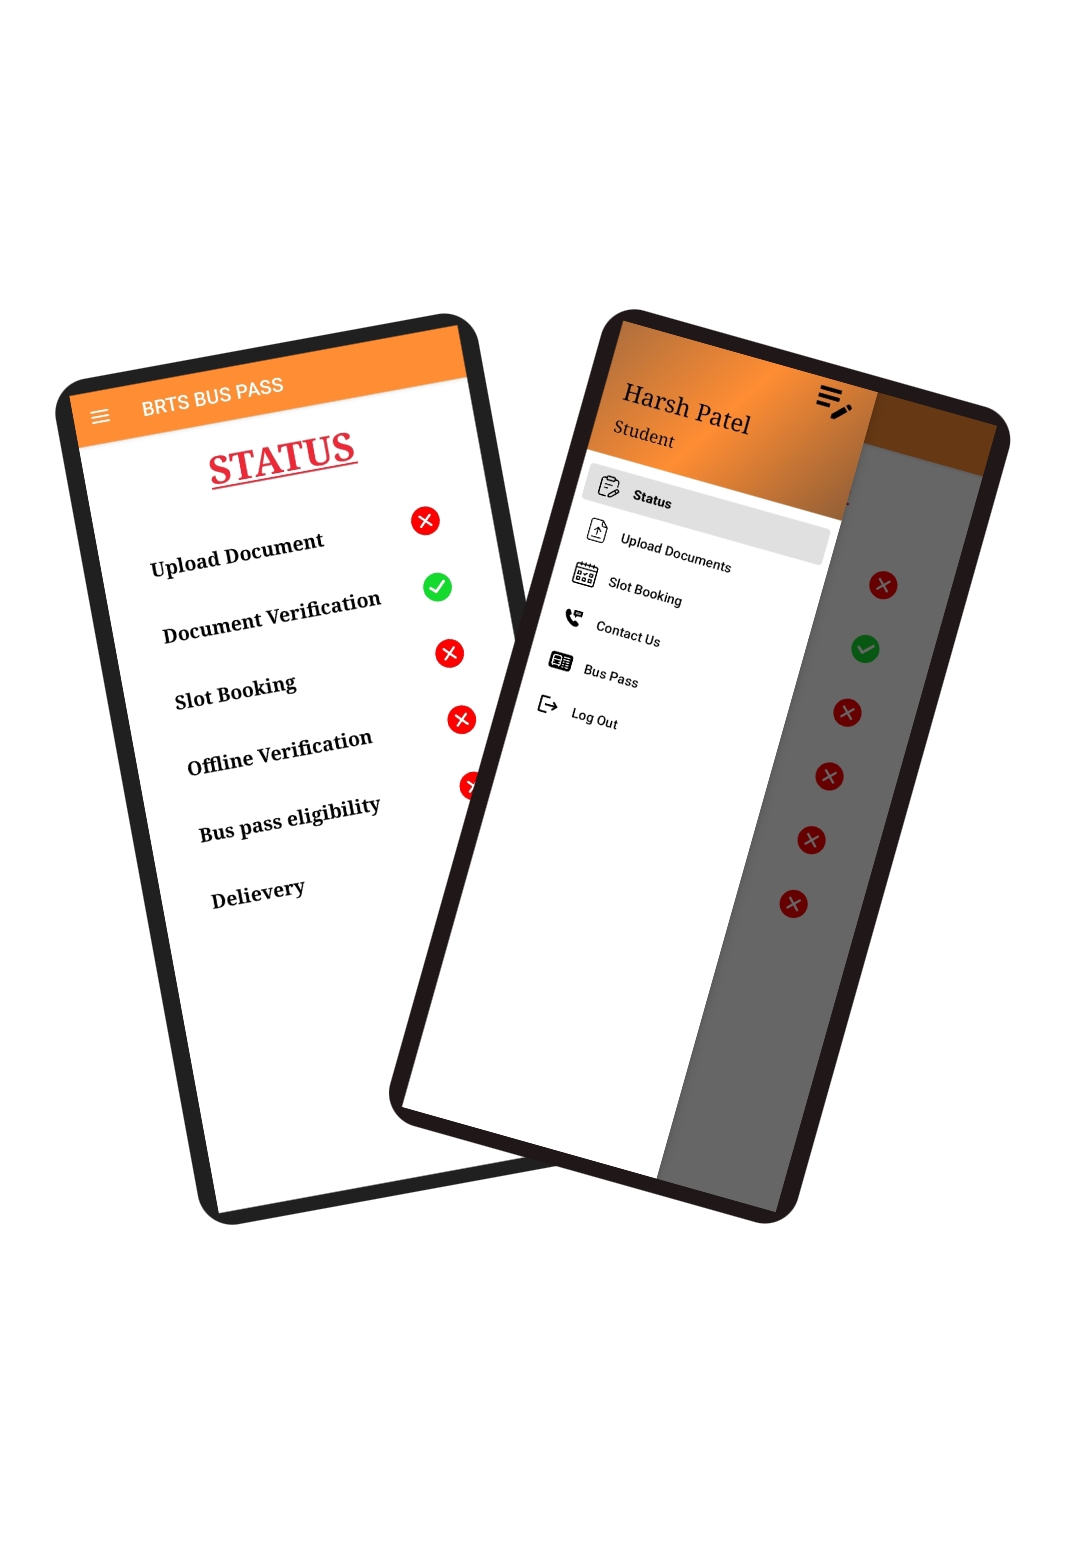 BRTS BUS PASS
STATUS
Upload Document
Document Verification
Slot Booking
Offline Verification
Bus pass eligibility
Delievery
Harsh Patel
Student
Status
Upload Documents
Slot Booking
Contact Us
Bus Pass
Log Out